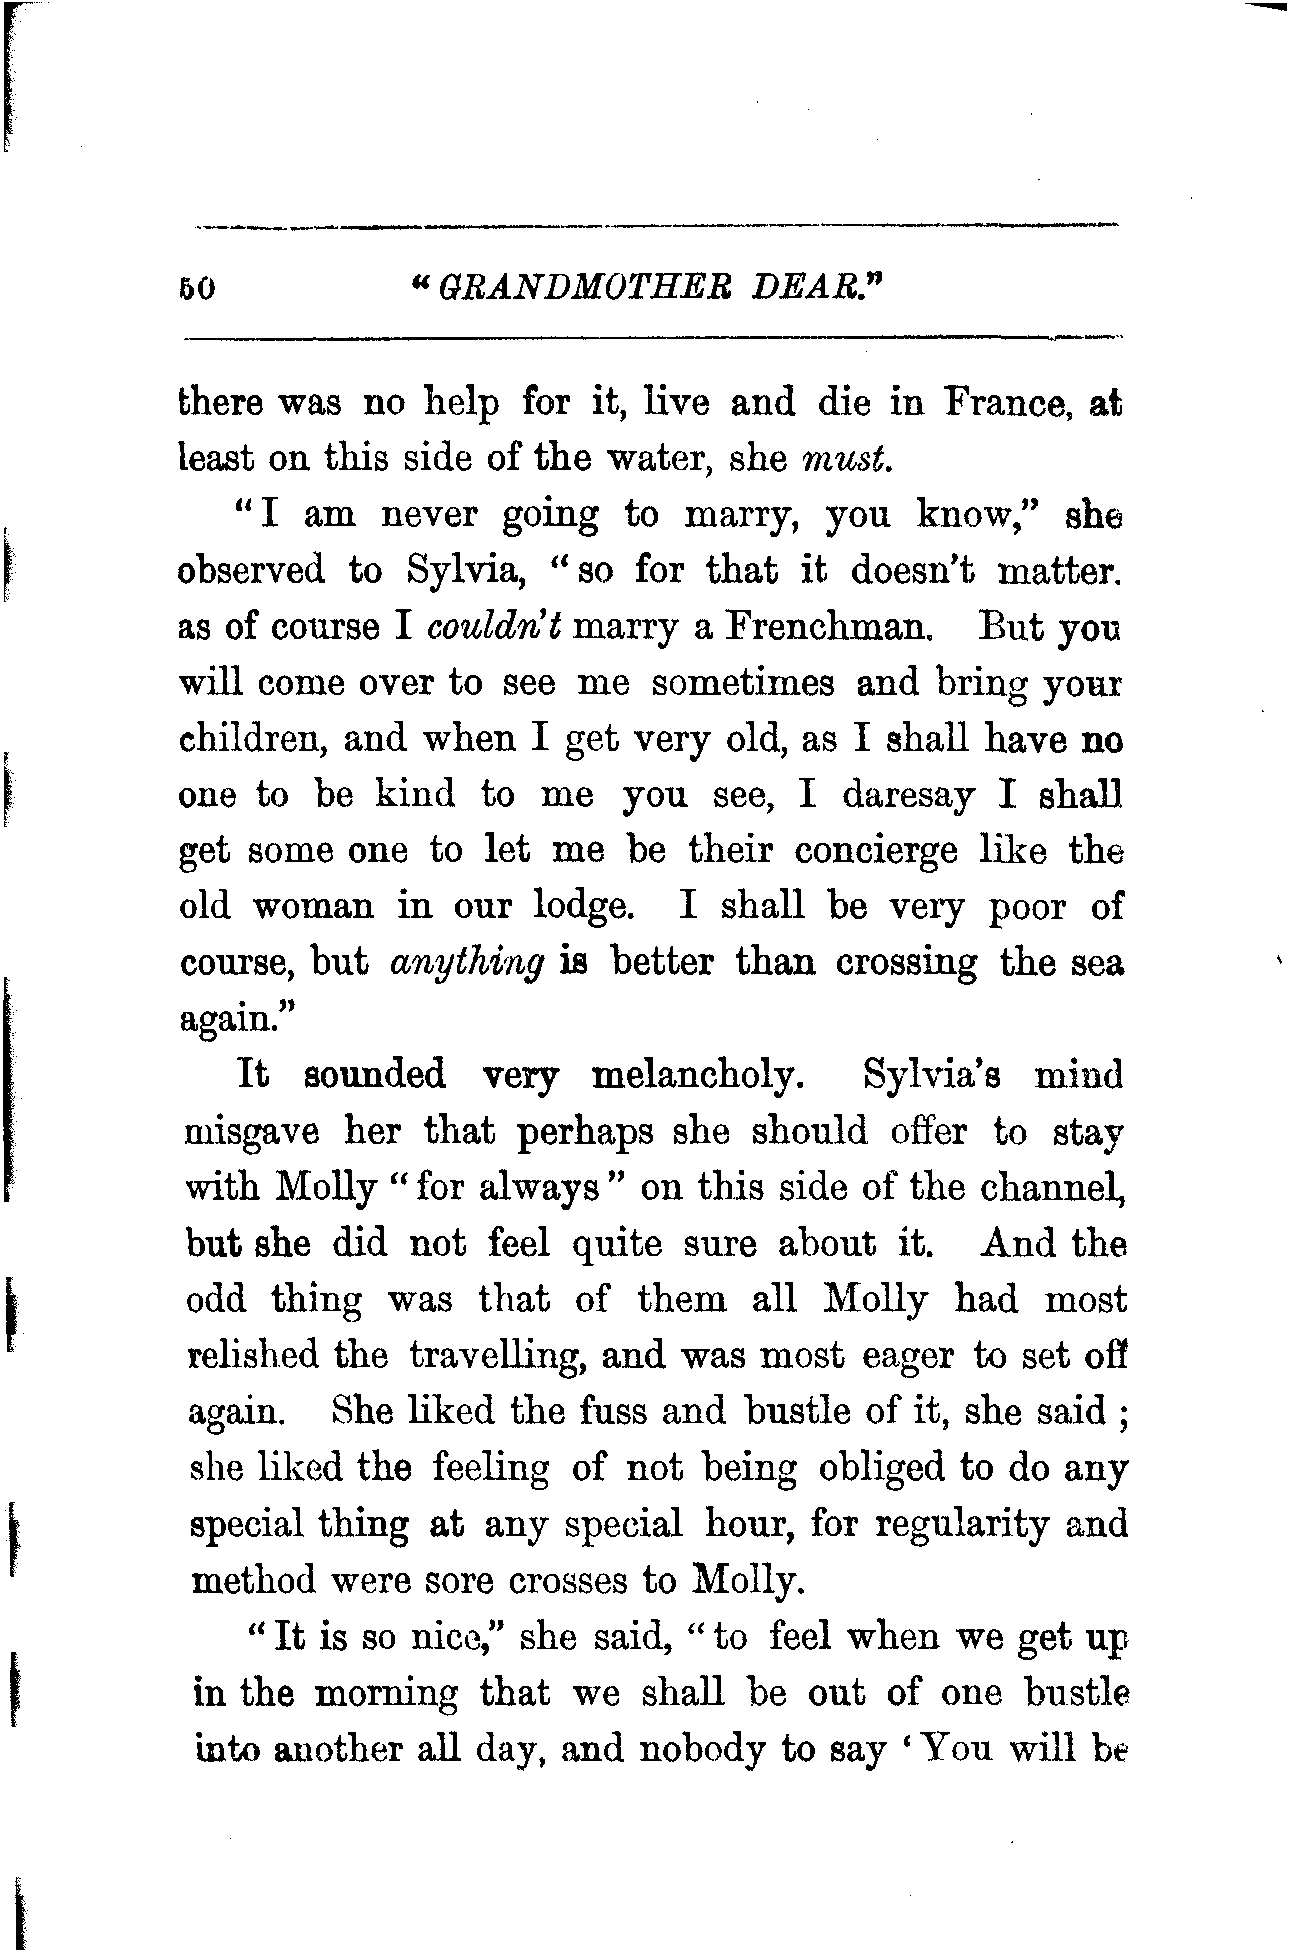 50 "GRANDMOTHER DEAR."
there was no help for it, live and die in France, at
least on this side of the water, she must.
"I am never going to marry, you know," she
observed to Sylvia, "so for that it doesn't matter.
as of course I couldn't marry a Frenchman. But you
will come over to see me sometimes and bring your
children, and when I get very old, as I shall have no
one to be kind to me you see, I daresay I shall
get some one to let me be their concierge like the
old woman in our lodge. I shall be very poor of
course, but anything is better than crossing the sea
again."
It sounded very melancholy. Sylvia's mind
misgave her that perhaps she should offer to stay
with Molly "for always" on this side of the channel,
but she did not feel quite sure about it. And the
odd thing was that of them all Molly had most
relished the travelling, and was most eager to set off
again. She liked the fuss and bustle of it, she said;
she liked the feeling of not being obliged to do any
special thing at any special hour, for regularity and
method were sore crosses to Molly.
"It is so nice," she said, "to feel when we get up
in the morning that we shall be out of one bustle
into another all day, and nobody to say 'You will be